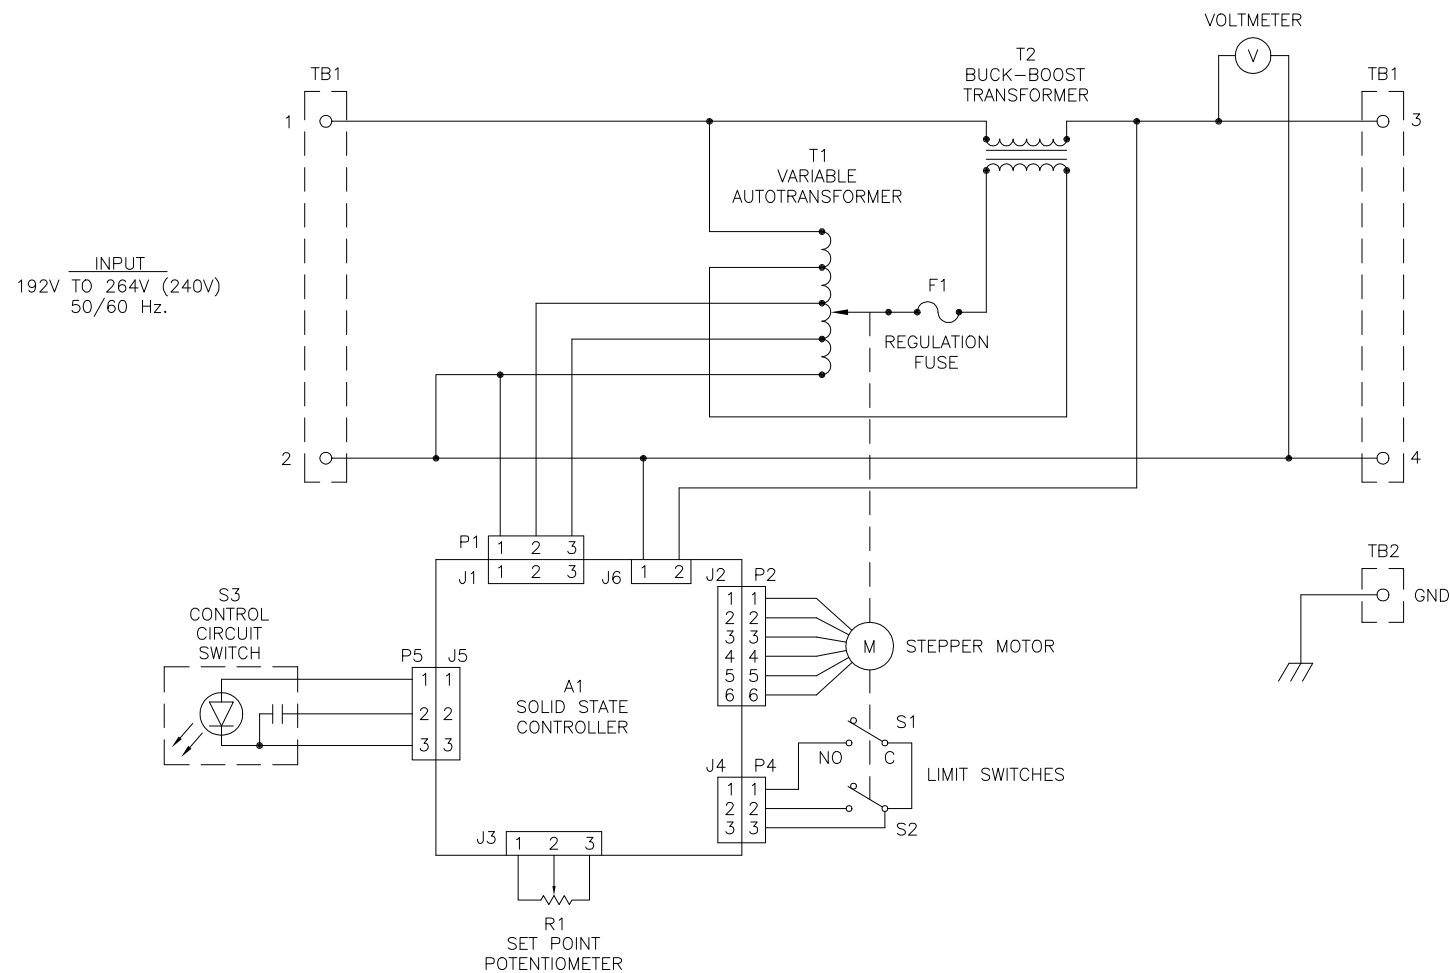 VOLTMETER
V
T2
BUCK-BOOST
TRANSFORMER
TB1
TB1
1
3
T1
VARIABLE
AUTOTRANSFORMER
INPUT
192V TO 264V (240V)
50/60 Hz.
F1
REGULATION
FUSE
2
4
P1
1 2 3
J1
1 2 3
J6
1 2
J2
P2
1 1
2 2
3 3
4 4
5 5
6 6
M
STEPPER MOTOR
TB2
GND
S3
CONTROL
CIRCUIT
SWITCH
P5
J5
1 1
2 2
3 3
A1
SOLID STATE
CONTROLLER
S1
NO
C
LIMIT SWITCHES
J4
P4
1 1
2 2
3 3
S2
J3
1 2 3
R1
SET POINT
POTENTIOMETER